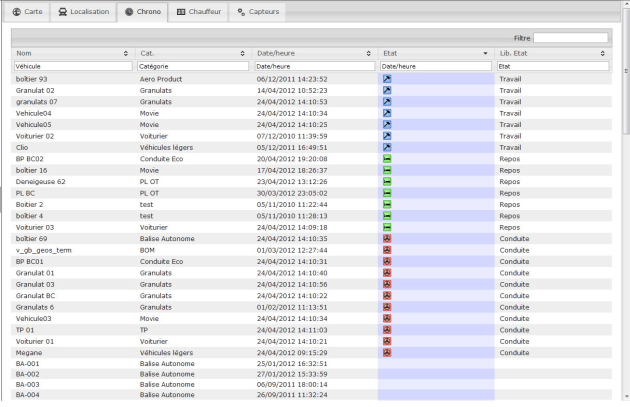 Carte Localisation Chrono Chauffeur Capteurs
Filtre
Nom Cat. Date/heure Etat Lib. Etat
Véhicule Catégorie Date/heure Date/heure Etat
boîtier 93 Aero Product 06/12/2011 14:23:52 Travail
Granulat 02 Granulats 14/04/2012 10:52:23 Travail
granulats 07 Granulats 24/04/2012 14:10:53 Travail
Vehicule04 Movie 24/04/2012 14:10:34 Travail
Vehicule05 Movie 24/04/2012 14:10:25 Travail
Voiturier 02 Voiturier 07/12/2010 11:39:59 Travail
Clio Véhicules légers 05/12/2011 16:49:51 Travail
BP BC02 Conduite Eco 20/04/2012 19:20:08 Repos
boîtier 16 Movie 17/04/2012 18:26:37 Repos
Deneigeuse 62 PL OT 23/04/2012 13:12:26 Repos
PL BC PL OT 30/03/2012 23:05:02 Repos
Boitier 2 test 05/11/2010 11:22:44 Repos
boîtier 4 test 05/11/2010 11:28:13 Repos
Voiturier 03 Voiturier 24/04/2012 14:09:18 Repos
boîtier 69 Balise Autonome 24/04/2012 14:10:35 Conduite
v_gb_geos_term BOM 01/03/2012 12:27:44 Conduite
BP BC01 Conduite Eco 24/04/2012 14:10:31 Conduite
Granulat 01 Granulats 24/04/2012 14:10:40 Conduite
Granulat 03 Granulats 24/04/2012 14:10:56 Conduite
Granulat BC Granulats 24/04/2012 14:10:22 Conduite
Granulats 6 Granulats 01/02/2012 11:13:51 Conduite
Vehicule03 Movie 24/04/2012 14:10:34 Conduite
TP 01 TP 24/04/2012 14:11:03 Conduite
Voiturier 01 Voiturier 24/04/2012 14:10:21 Conduite
Megane Véhicules légers 24/04/2012 09:15:29 Conduite
BA-001 Balise Autonome 25/01/2012 16:32:51
BA-002 Balise Autonome 27/01/2012 15:33:59
BA-003 Balise Autonome 06/09/2011 18:00:14
BA-004 Balise Autonome 26/09/2011 11:32:24